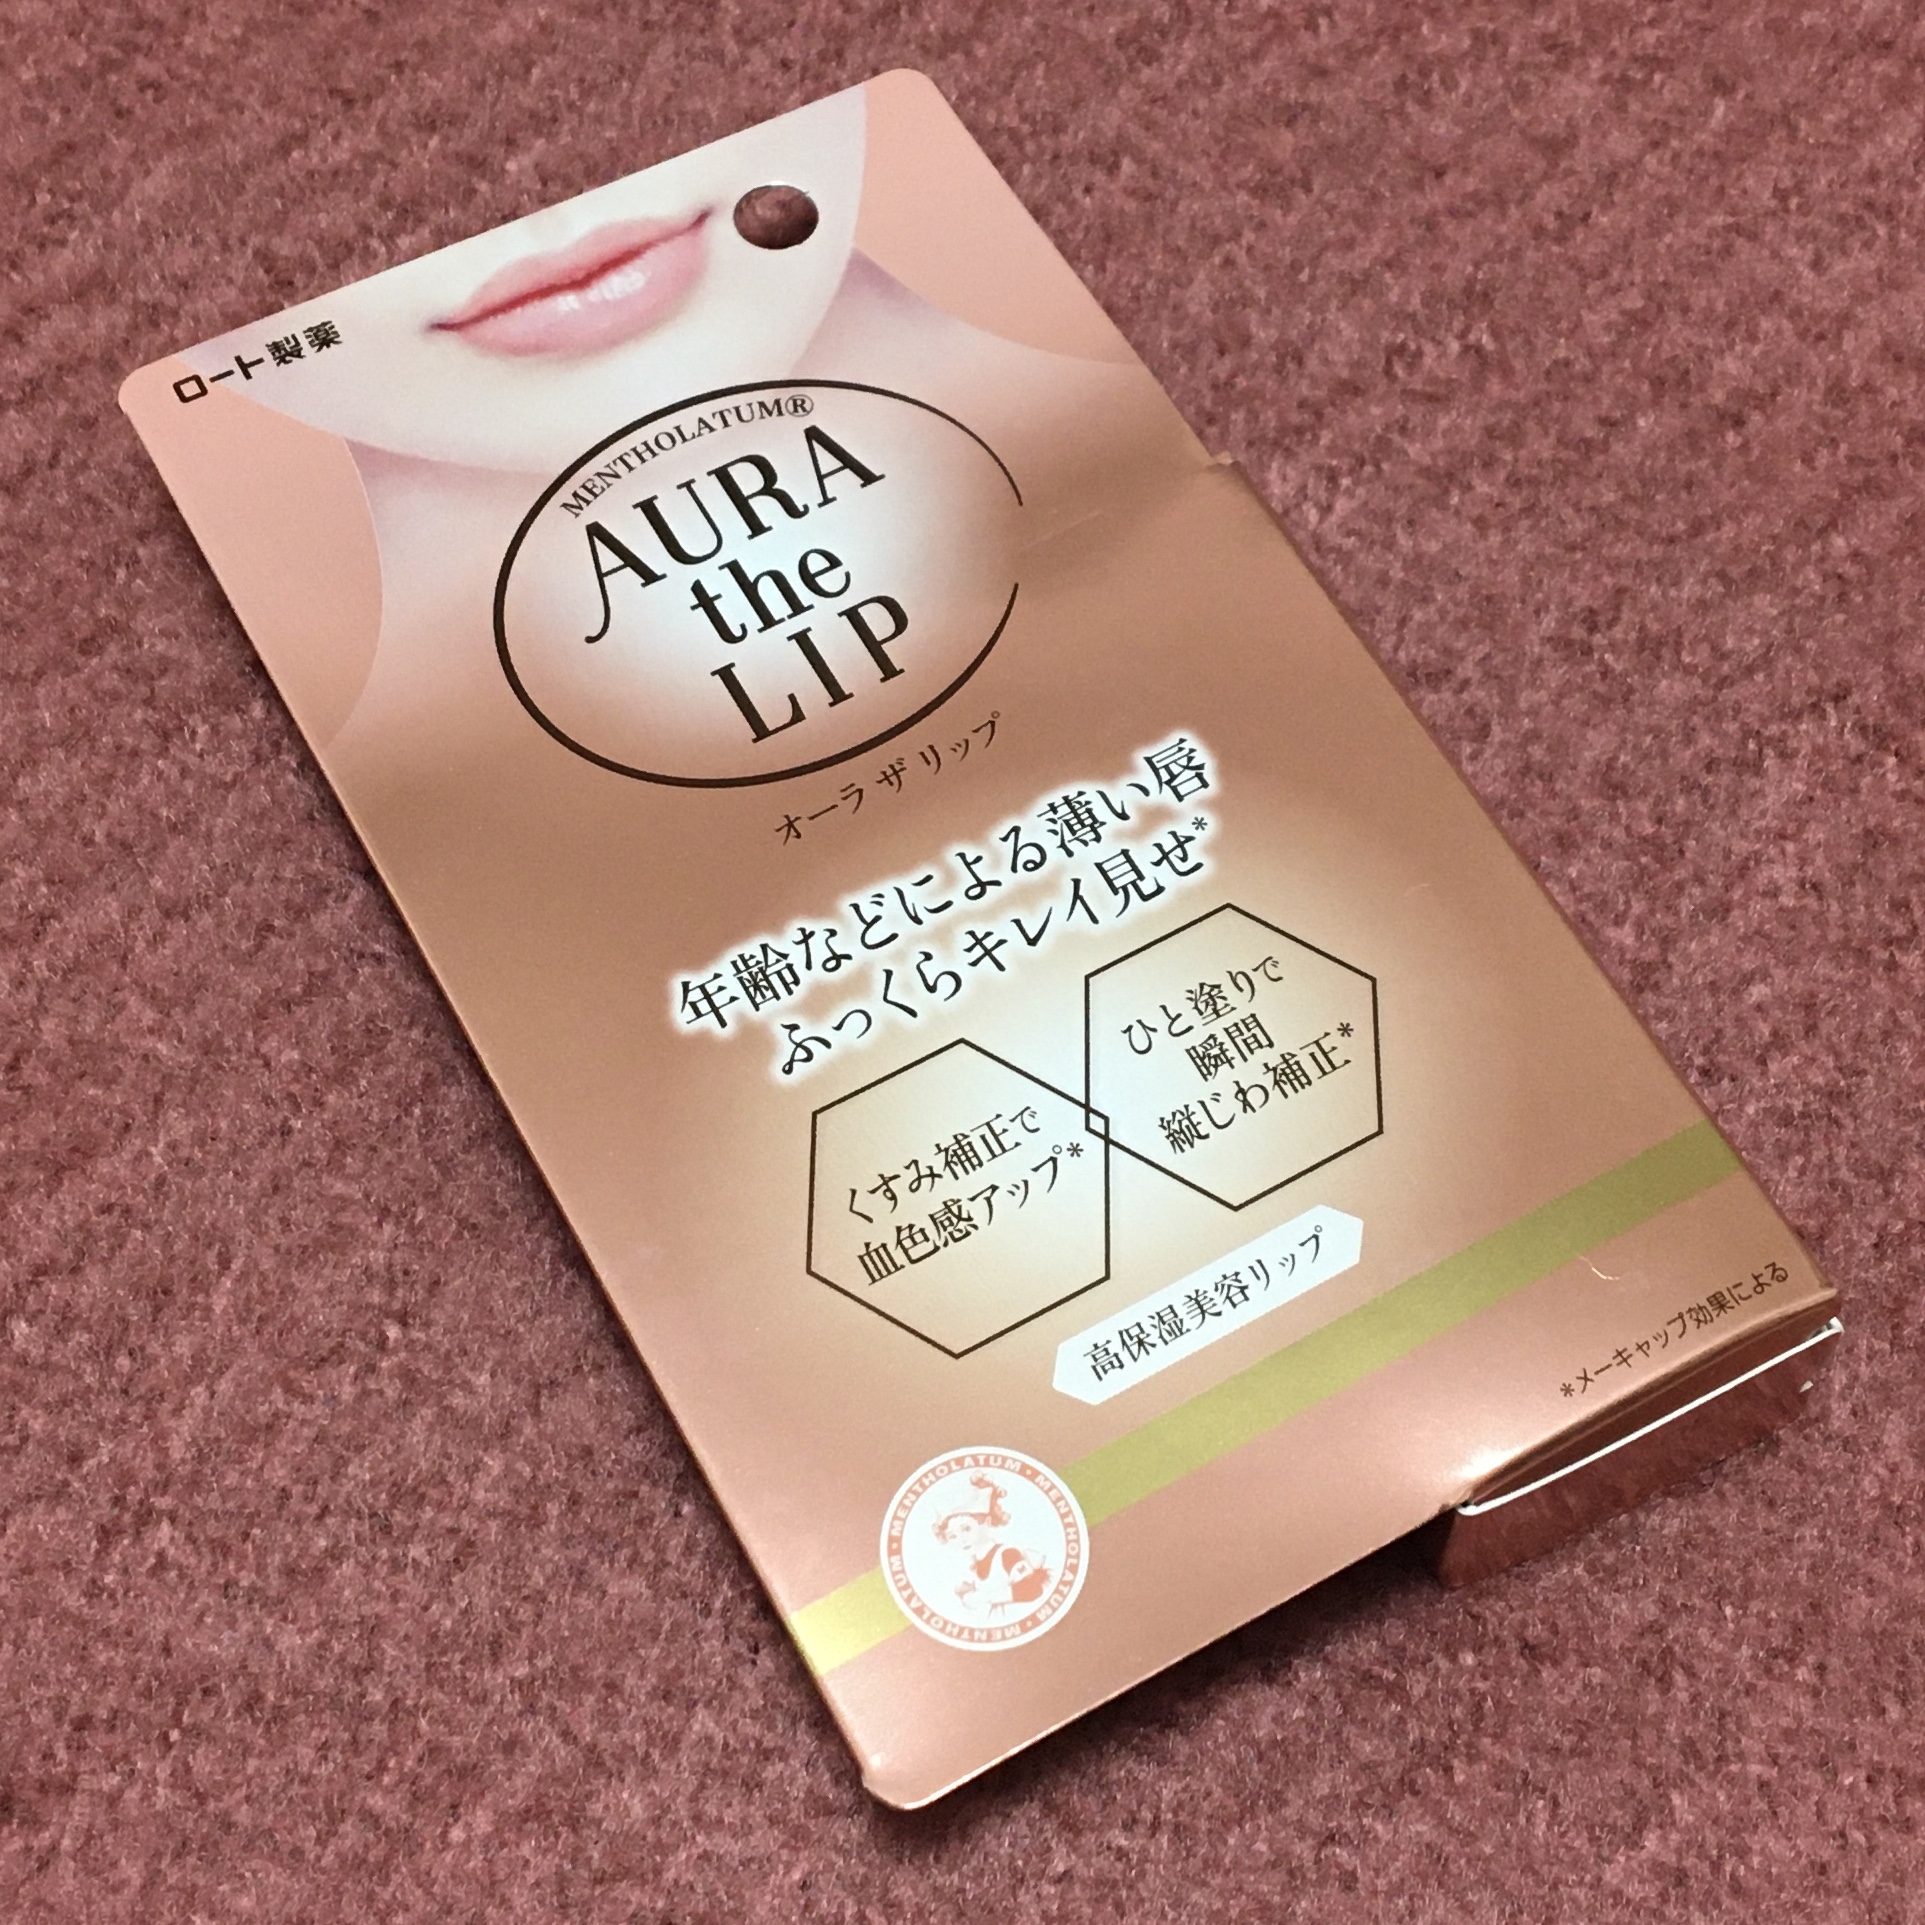 ロート製薬
MENTHOLATUM®
AURA
the
LIP
オーラ ザ リップ
年齢などによる薄い唇
ふっくらキレイ見せ*
ひと塗りで
瞬間
縦じわ補正*
くすみ補正で
血色感アップ*
高保湿美容リップ
*メーキャップ効果による
MENTHOLATUM・MENTHOLATUM・MENTHOLATUM・MENTHOLATUM・